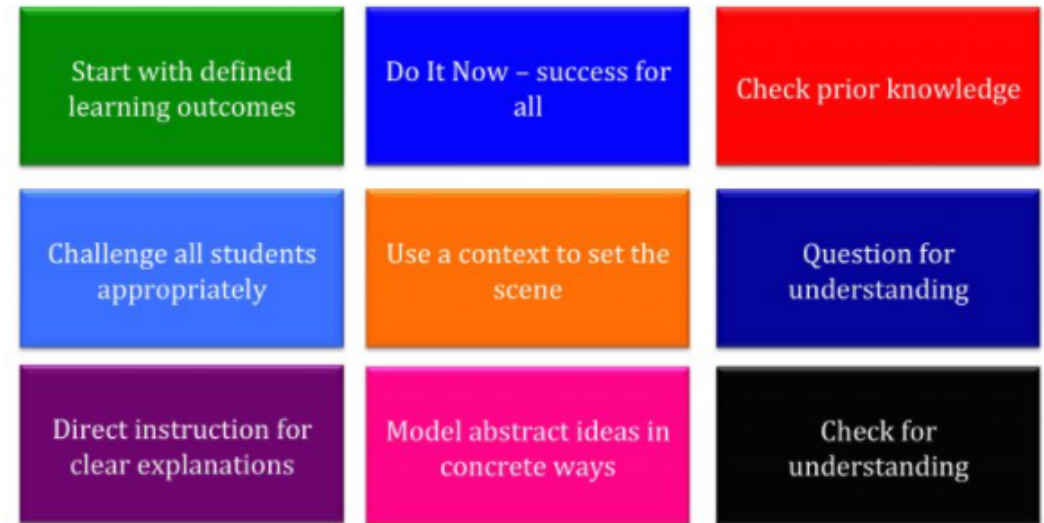 Start with defined
learning outcomes
Do It Now – success for
all
Check prior knowledge
Challenge all students
appropriately
Use a context to set the
scene
Question for
understanding
Direct instruction for
clear explanations
Model abstract ideas in
concrete ways
Check for
understanding